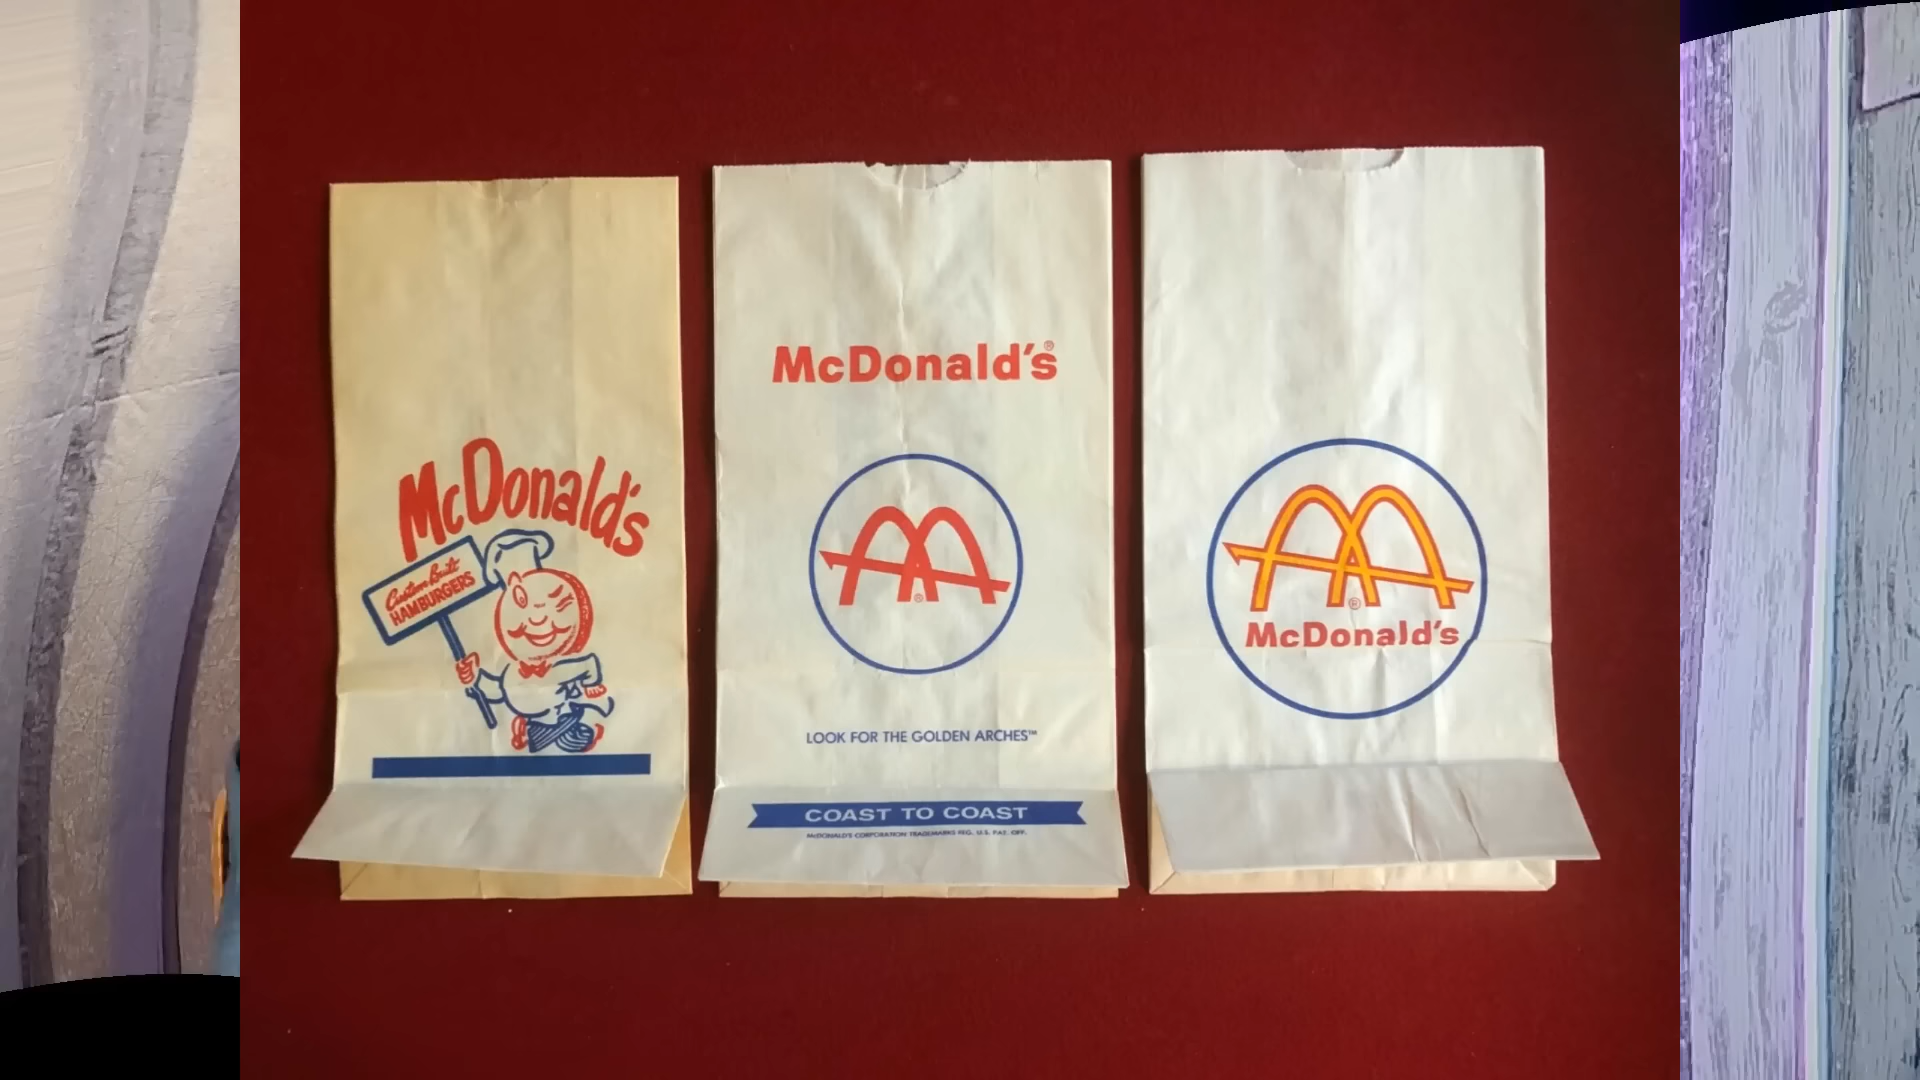 McDonald's
Custom Built
HAMBURGERS
McDonald's®
®
LOOK FOR THE GOLDEN ARCHES™
COAST TO COAST
McDONALD'S CORPORATION TRADEMARKS REG. U.S. PAT. OFF.
®
McDonald's